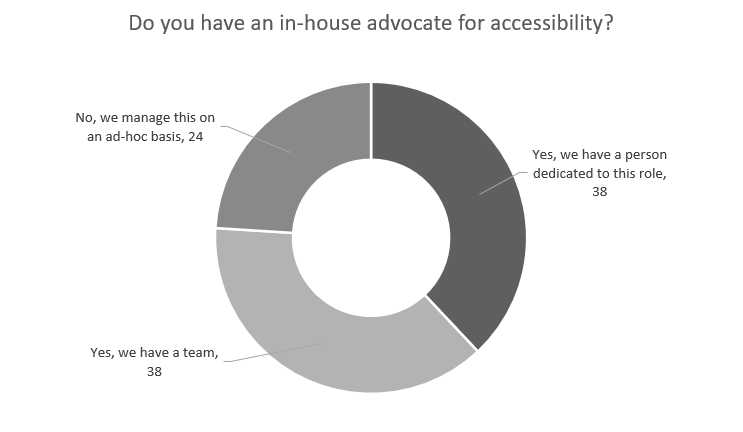 Do you have an in-house advocate for accessibility?
No, we manage this on
an ad-hoc basis, 24
Yes, we have a person
dedicated to this role,
38
Yes, we have a team,
38